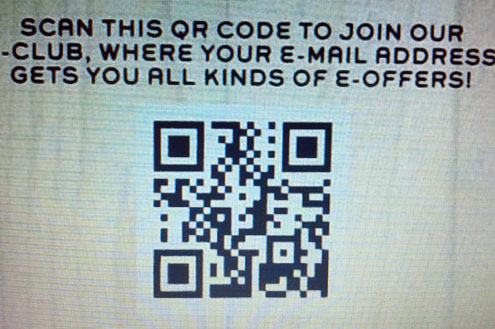 SCAN THIS QR CODE TO JOIN OUR
-CLUB, WHERE YOUR E-MAIL ADDRESS
GETS YOU ALL KINDS OF E-OFFERS!